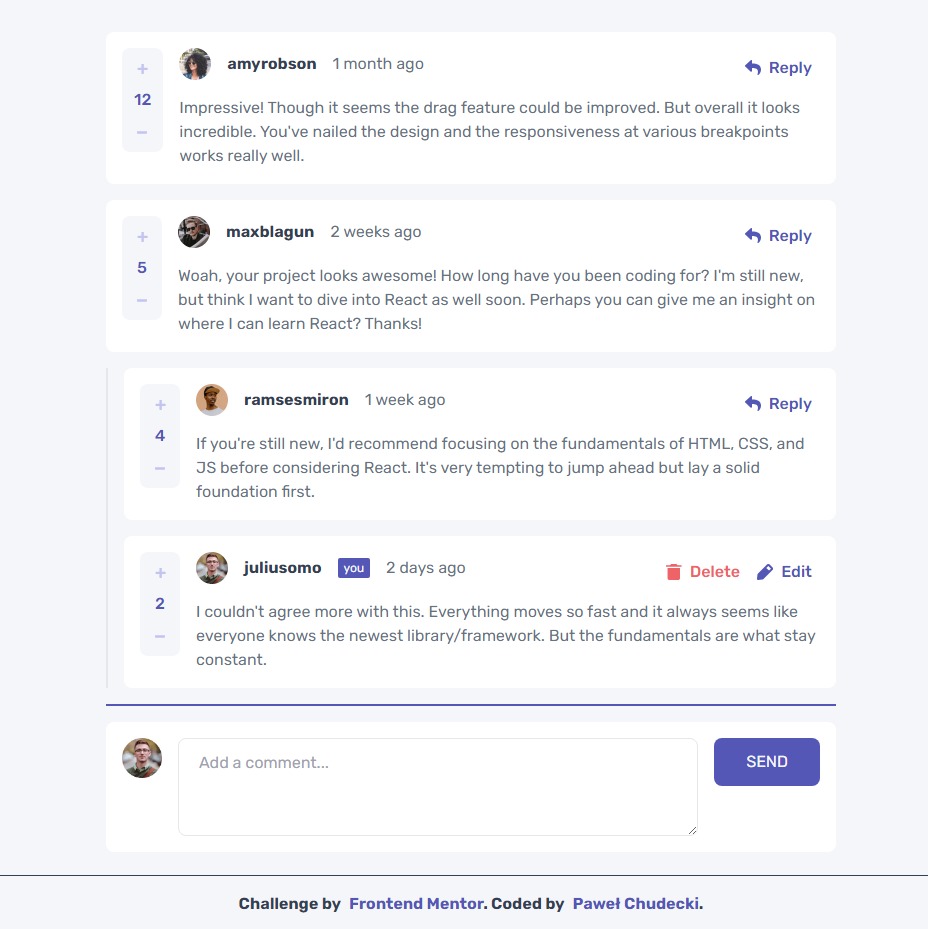 +
12
−
amyrobson 1 month ago Reply
Impressive! Though it seems the drag feature could be improved. But overall it looks
incredible. You've nailed the design and the responsiveness at various breakpoints
works really well.
+
5
−
maxblagun 2 weeks ago Reply
Woah, your project looks awesome! How long have you been coding for? I'm still new,
but think I want to dive into React as well soon. Perhaps you can give me an insight on
where I can learn React? Thanks!
+
4
−
ramsesmiron 1 week ago Reply
If you're still new, I'd recommend focusing on the fundamentals of HTML, CSS, and
JS before considering React. It's very tempting to jump ahead but lay a solid
foundation first.
+
2
−
juliusomo you 2 days ago Delete Edit
I couldn't agree more with this. Everything moves so fast and it always seems like
everyone knows the newest library/framework. But the fundamentals are what stay
constant.
Add a comment...
SEND
Challenge by Frontend Mentor. Coded by Paweł Chudecki.